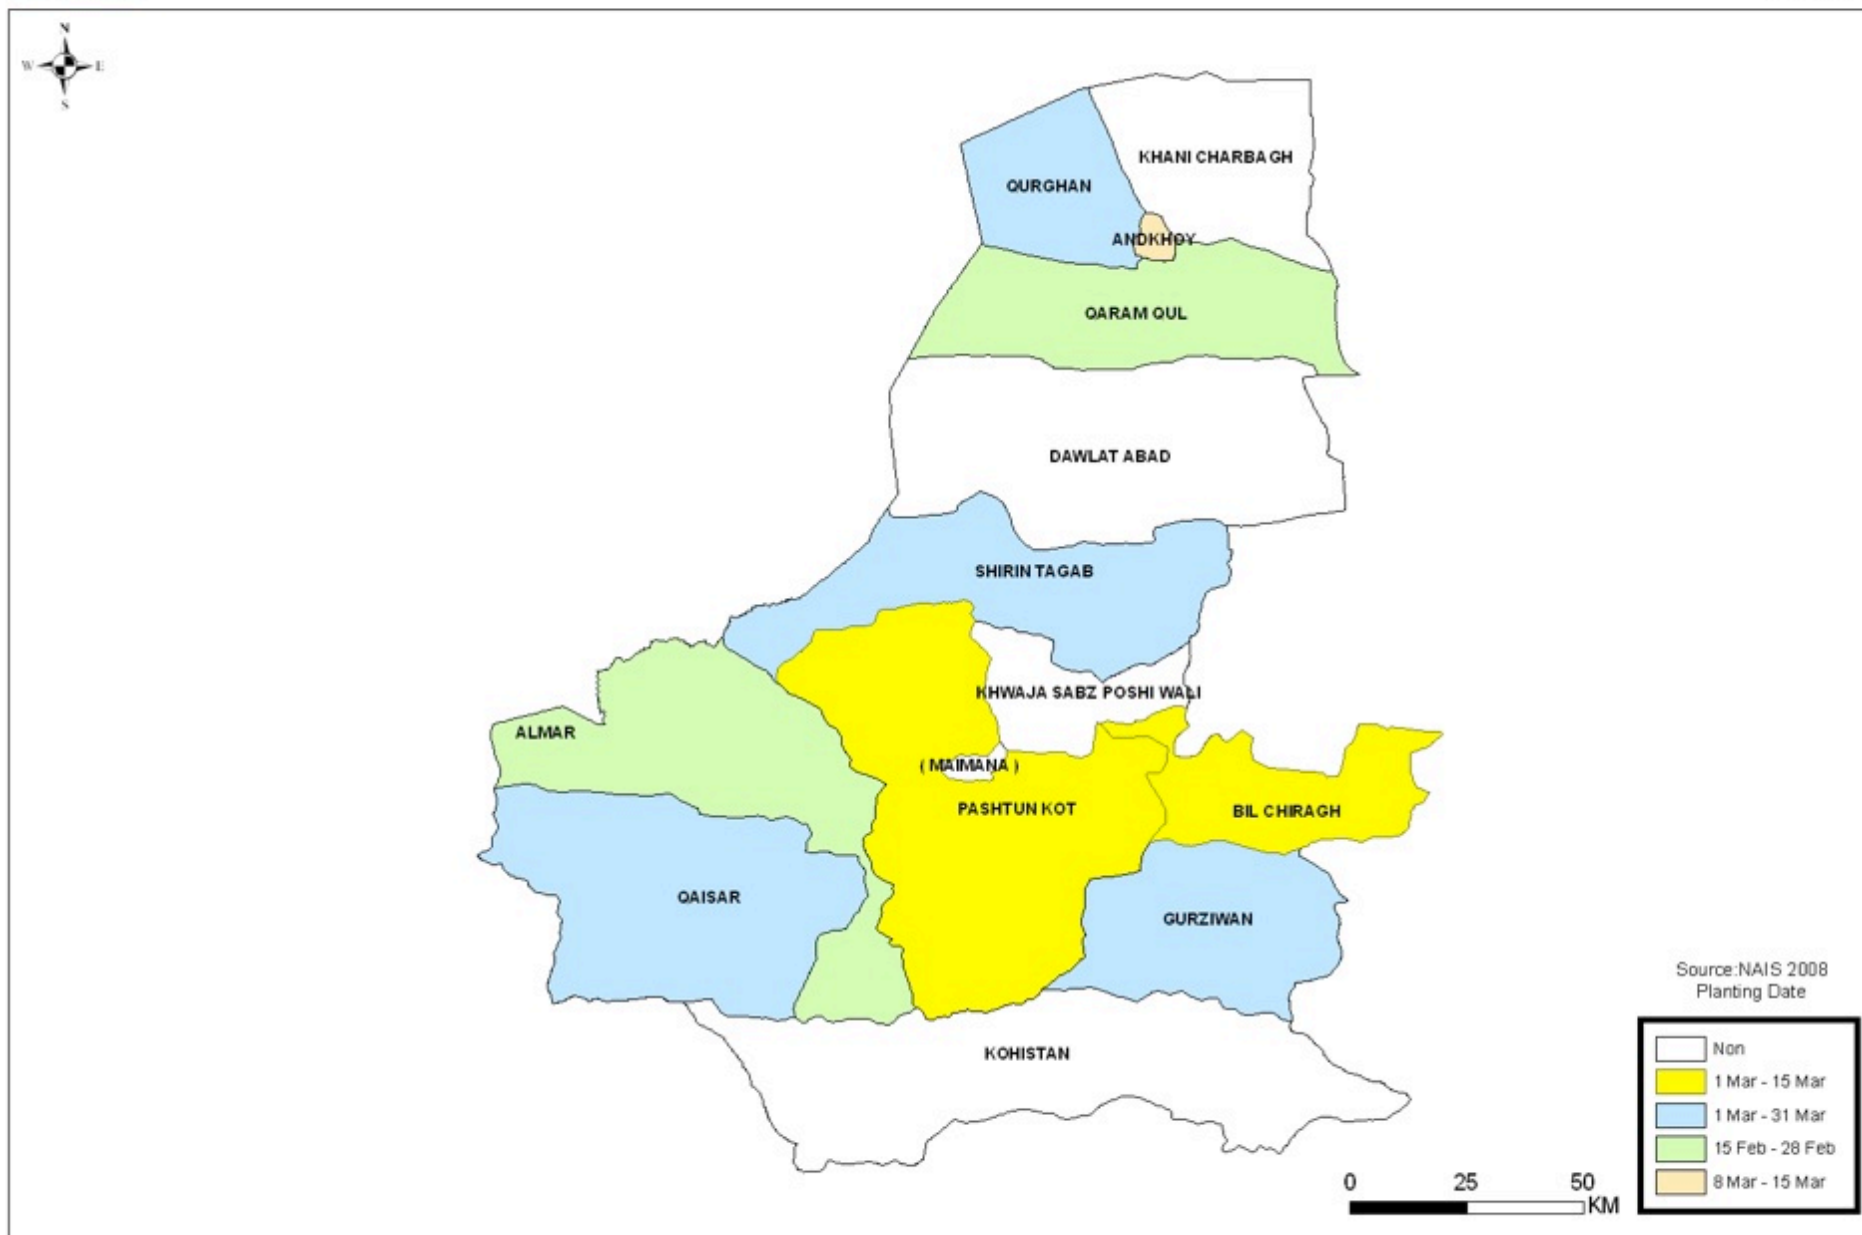 N
W E
S
KHANI CHARBAGH
QURGHAN
ANDKHOY
QARAM QUL
DAWLAT ABAD
SHIRIN TAGAB
KHWAJA SABZ POSHI WALI
ALMAR
( MAIMANA )
PASHTUN KOT
BIL CHIRAGH
QAISAR
GURZIWAN
KOHISTAN
Source:NAIS 2008
Planting Date
Non
1 Mar - 15 Mar
1 Mar - 31 Mar
15 Feb - 28 Feb
8 Mar - 15 Mar
0 25 50
KM